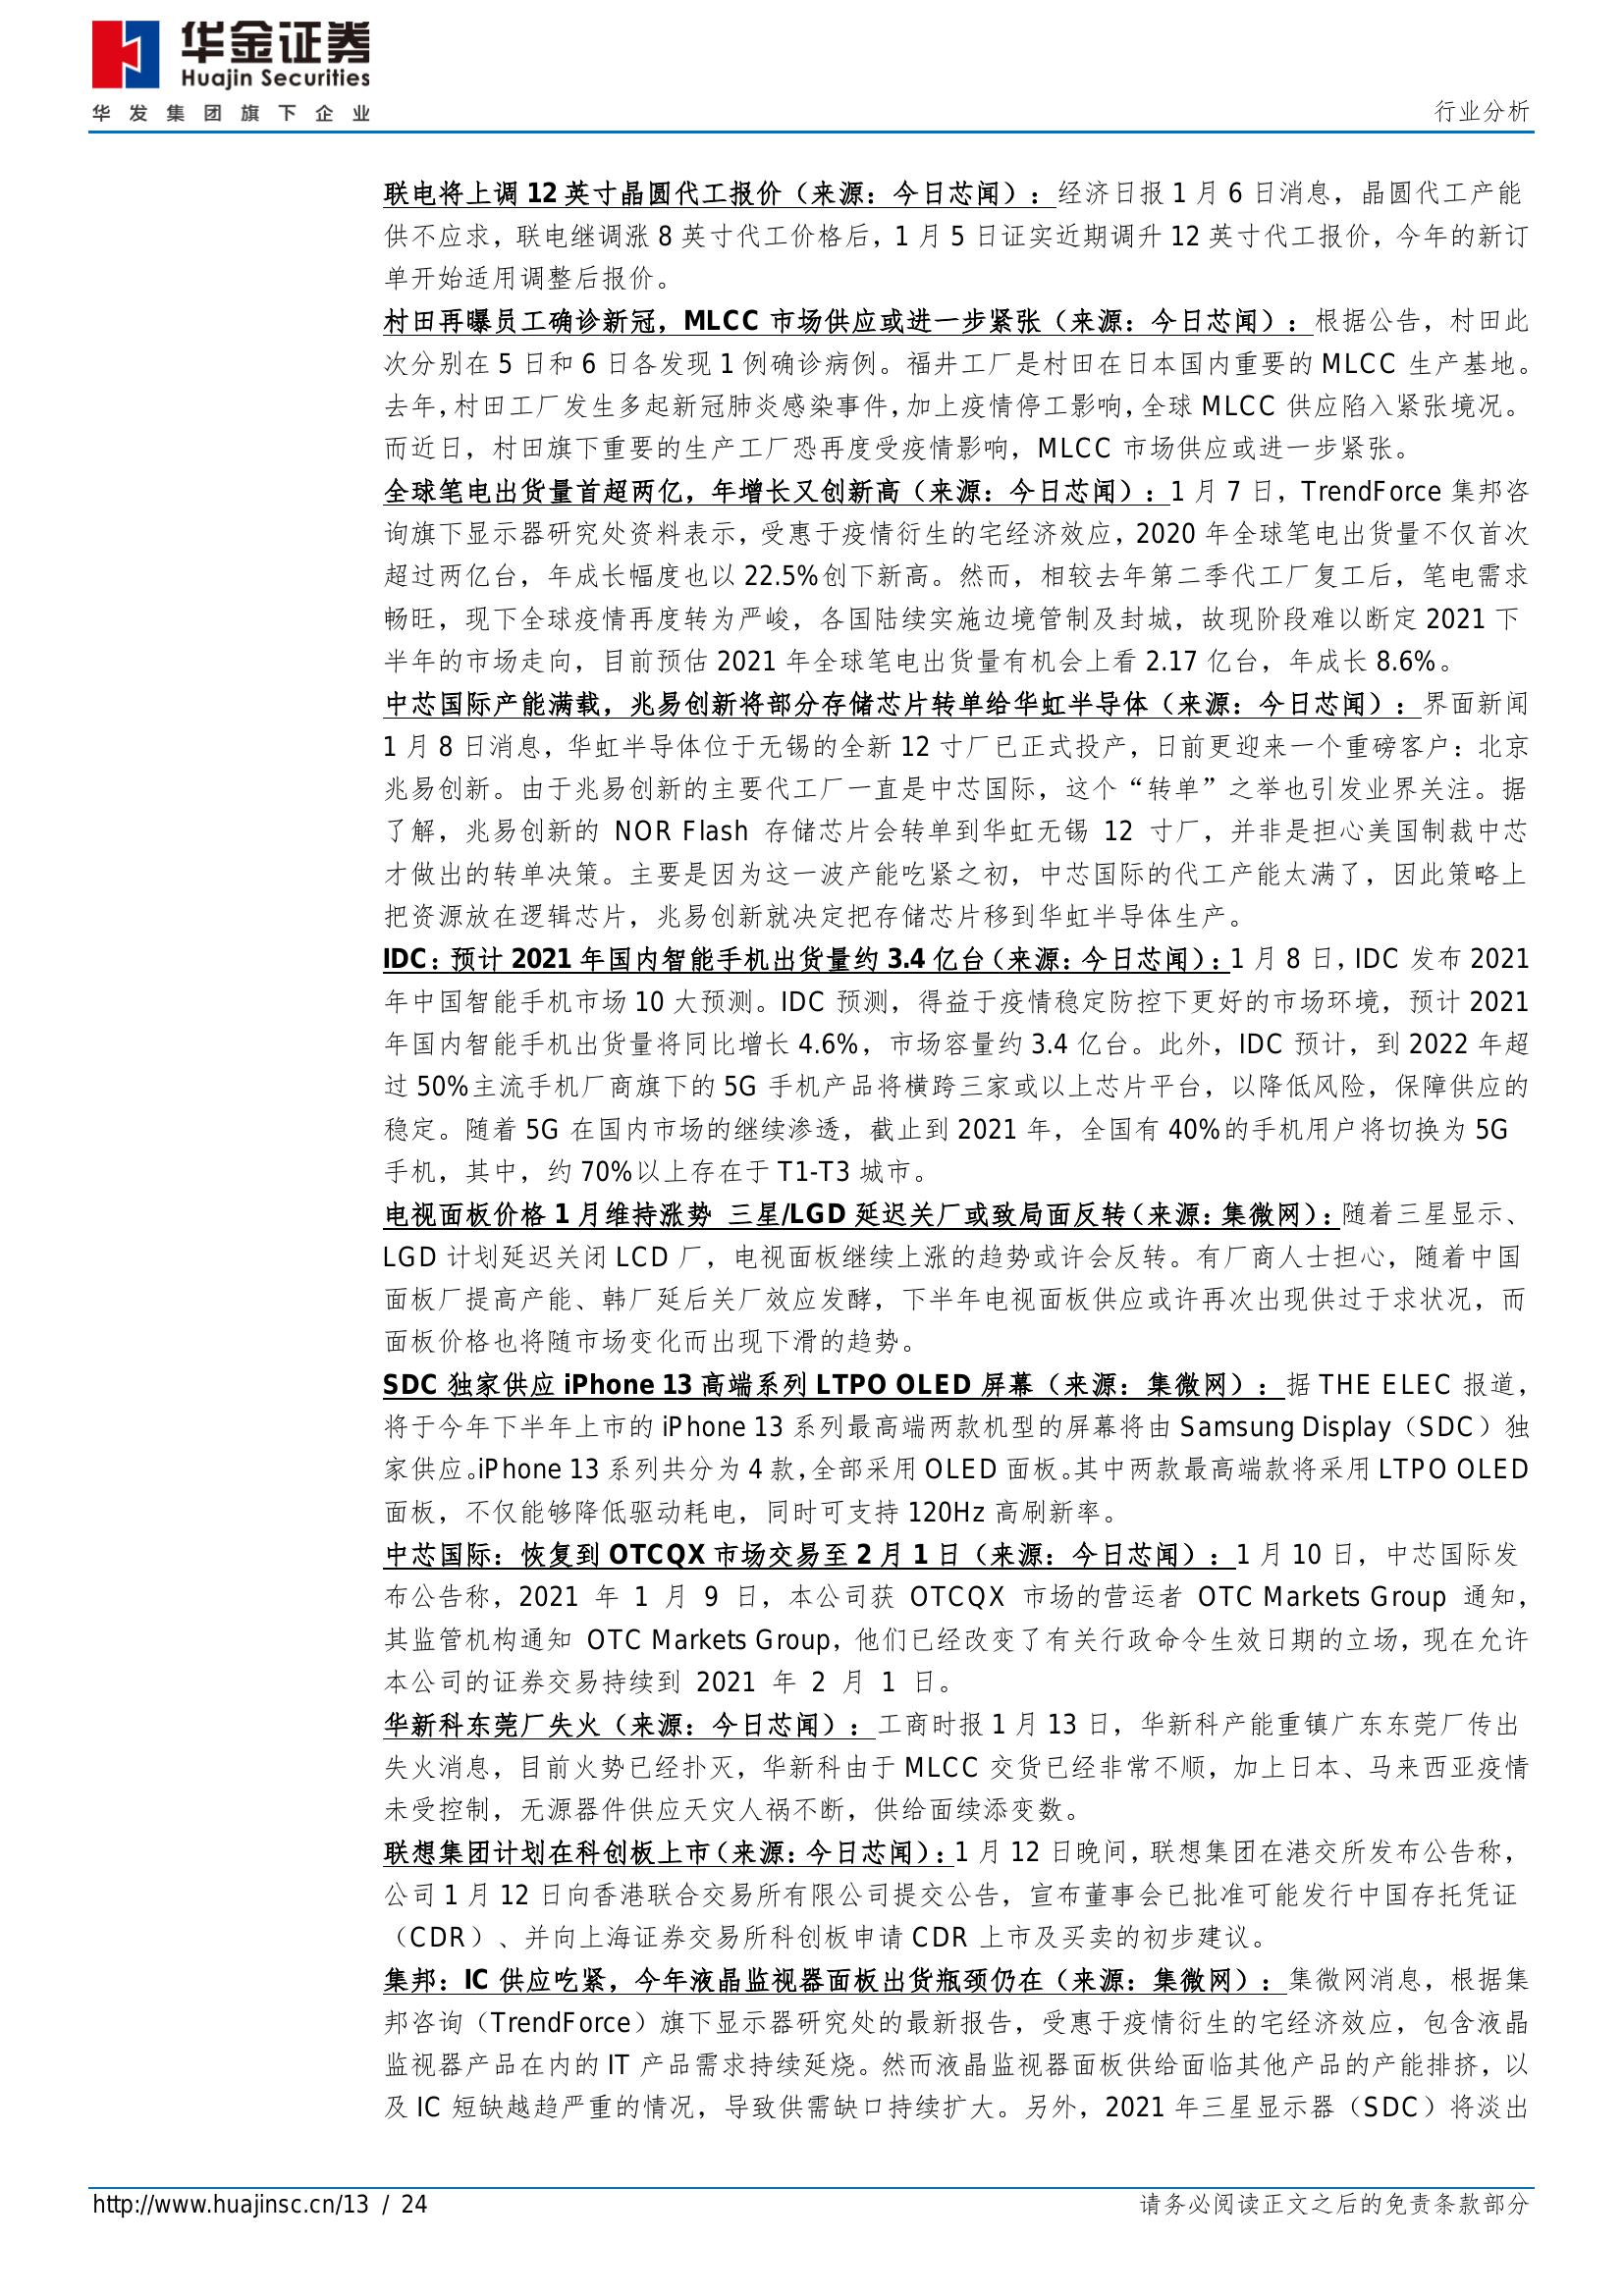 华金证券
Huajin Securities
华发集团旗下企业
行业分析
联电将上调 12 英寸晶圆代工报价（来源：今日芯闻）：经济日报 1 月 6 日消息，晶圆代工产能
供不应求，联电继调涨 8 英寸代工价格后，1 月 5 日证实近期调升 12 英寸代工报价，今年的新订
单开始适用调整后报价。
村田再曝员工确诊新冠，MLCC 市场供应或进一步紧张（来源：今日芯闻）：根据公告，村田此
次分别在 5 日和 6 日各发现 1 例确诊病例。福井工厂是村田在日本国内重要的 MLCC 生产基地。
去年，村田工厂发生多起新冠肺炎感染事件，加上疫情停工影响，全球 MLCC 供应陷入紧张境况。
而近日，村田旗下重要的生产工厂恐再度受疫情影响，MLCC 市场供应或进一步紧张。
全球笔电出货量首超两亿，年增长又创新高（来源：今日芯闻）：1 月 7 日，TrendForce 集邦咨
询旗下显示器研究处资料表示，受惠于疫情衍生的宅经济效应，2020 年全球笔电出货量不仅首次
超过两亿台，年成长幅度也以 22.5%创下新高。然而，相较去年第二季代工厂复工后，笔电需求
畅旺，现下全球疫情再度转为严峻，各国陆续实施边境管制及封城，故现阶段难以断定 2021 下
半年的市场走向，目前预估 2021 年全球笔电出货量有机会上看 2.17 亿台，年成长 8.6%。
中芯国际产能满载，兆易创新将部分存储芯片转单给华虹半导体（来源：今日芯闻）：界面新闻
1 月 8 日消息，华虹半导体位于无锡的全新 12 寸厂已正式投产，日前更迎来一个重磅客户：北京
兆易创新。由于兆易创新的主要代工厂一直是中芯国际，这个“转单”之举也引发业界关注。据
了解，兆易创新的 NOR Flash 存储芯片会转单到华虹无锡 12 寸厂，并非是担心美国制裁中芯
才做出的转单决策。主要是因为这一波产能吃紧之初，中芯国际的代工产能太满了，因此策略上
把资源放在逻辑芯片，兆易创新就决定把存储芯片移到华虹半导体生产。
IDC：预计 2021 年国内智能手机出货量约 3.4 亿台（来源：今日芯闻）：1 月 8 日，IDC 发布 2021
年中国智能手机市场 10 大预测。IDC 预测，得益于疫情稳定防控下更好的市场环境，预计 2021
年国内智能手机出货量将同比增长 4.6%，市场容量约 3.4 亿台。此外，IDC 预计，到 2022 年超
过 50%主流手机厂商旗下的 5G 手机产品将横跨三家或以上芯片平台，以降低风险，保障供应的
稳定。随着 5G 在国内市场的继续渗透，截止到 2021 年，全国有 40%的手机用户将切换为 5G
手机，其中，约 70%以上存在于 T1-T3 城市。
电视面板价格 1 月维持涨势 三星/LGD 延迟关厂或致局面反转（来源：集微网）：随着三星显示、
LGD 计划延迟关闭 LCD 厂，电视面板继续上涨的趋势或许会反转。有厂商人士担心，随着中国
面板厂提高产能、韩厂延后关厂效应发酵，下半年电视面板供应或许再次出现供过于求状况，而
面板价格也将随市场变化而出现下滑的趋势。
SDC 独家供应 iPhone 13 高端系列 LTPO OLED 屏幕（来源：集微网）：据 THE ELEC 报道，
将于今年下半年上市的 iPhone 13 系列最高端两款机型的屏幕将由 Samsung Display（SDC）独
家供应。iPhone 13 系列共分为 4 款，全部采用 OLED 面板。其中两款最高端款将采用 LTPO OLED
面板，不仅能够降低驱动耗电，同时可支持 120Hz 高刷新率。
中芯国际：恢复到 OTCQX 市场交易至 2 月 1 日（来源：今日芯闻）：1 月 10 日，中芯国际发
布公告称，2021 年 1 月 9 日，本公司获 OTCQX 市场的营运者 OTC Markets Group 通知，
其监管机构通知 OTC Markets Group，他们已经改变了有关行政命令生效日期的立场，现在允许
本公司的证券交易持续到 2021 年 2 月 1 日。
华新科东莞厂失火（来源：今日芯闻）：工商时报 1 月 13 日，华新科产能重镇广东东莞厂传出
失火消息，目前火势已经扑灭，华新科由于 MLCC 交货已经非常不顺，加上日本、马来西亚疫情
未受控制，无源器件供应天灾人祸不断，供给面续添变数。
联想集团计划在科创板上市（来源：今日芯闻）：1 月 12 日晚间，联想集团在港交所发布公告称，
公司 1 月 12 日向香港联合交易所有限公司提交公告，宣布董事会已批准可能发行中国存托凭证
（CDR）、并向上海证券交易所科创板申请 CDR 上市及买卖的初步建议。
集邦：IC 供应吃紧，今年液晶监视器面板出货瓶颈仍在（来源：集微网）：集微网消息，根据集
邦咨询（TrendForce）旗下显示器研究处的最新报告，受惠于疫情衍生的宅经济效应，包含液晶
监视器产品在内的 IT 产品需求持续延烧。然而液晶监视器面板供给面临其他产品的产能排挤，以
及 IC 短缺越趋严重的情况，导致供需缺口持续扩大。另外，2021 年三星显示器（SDC）将淡出
http://www.huajinsc.cn/13 / 24
请务必阅读正文之后的免责条款部分